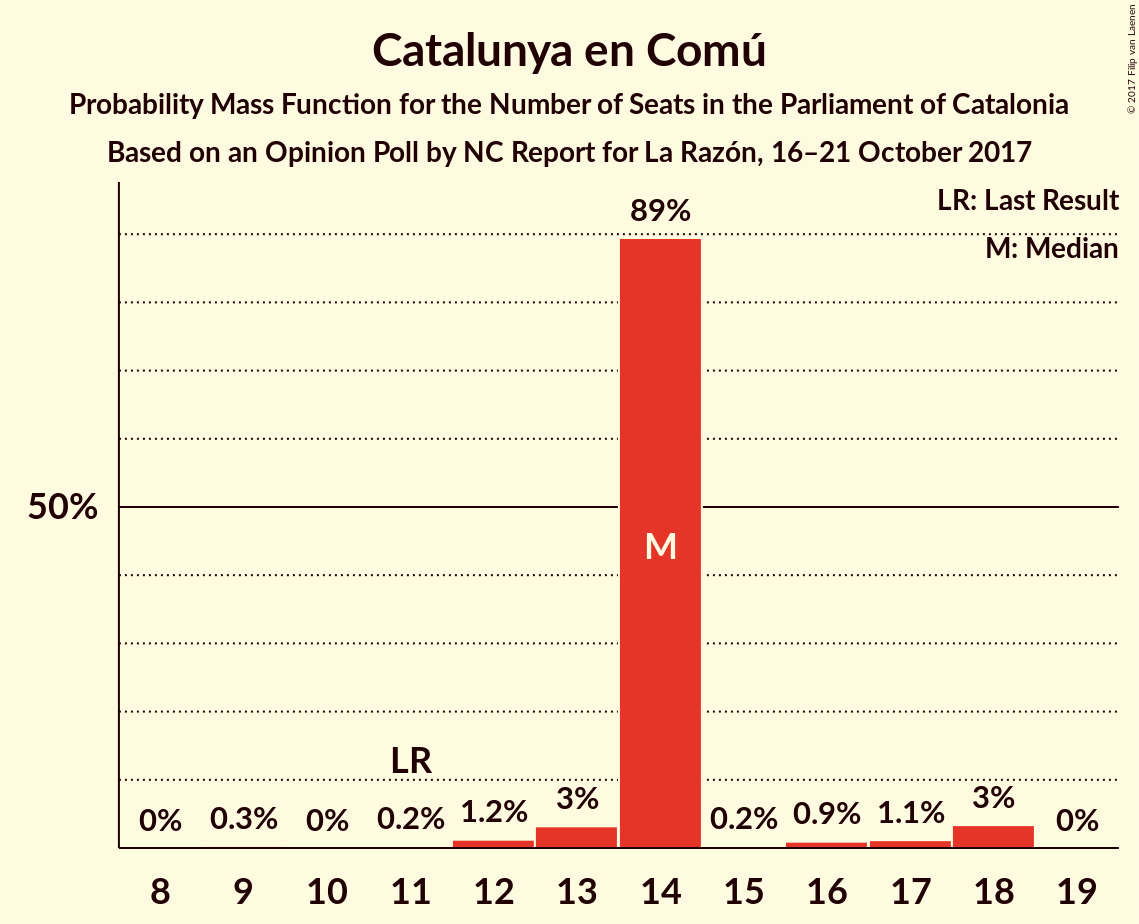 Catalunya en Comú
Probability Mass Function for the Number of Seats in the Parliament of Catalonia
Based on an Opinion Poll by NC Report for La Razón, 16–21 October 2017
© 2017 Filip van Laenen
LR: Last Result
M: Median
89%
50%
M
LR
0% 0.3% 0% 0.2% 1.2% 3% 0.2% 0.9% 1.1% 3% 0%
8 9 10 11 12 13 14 15 16 17 18 19